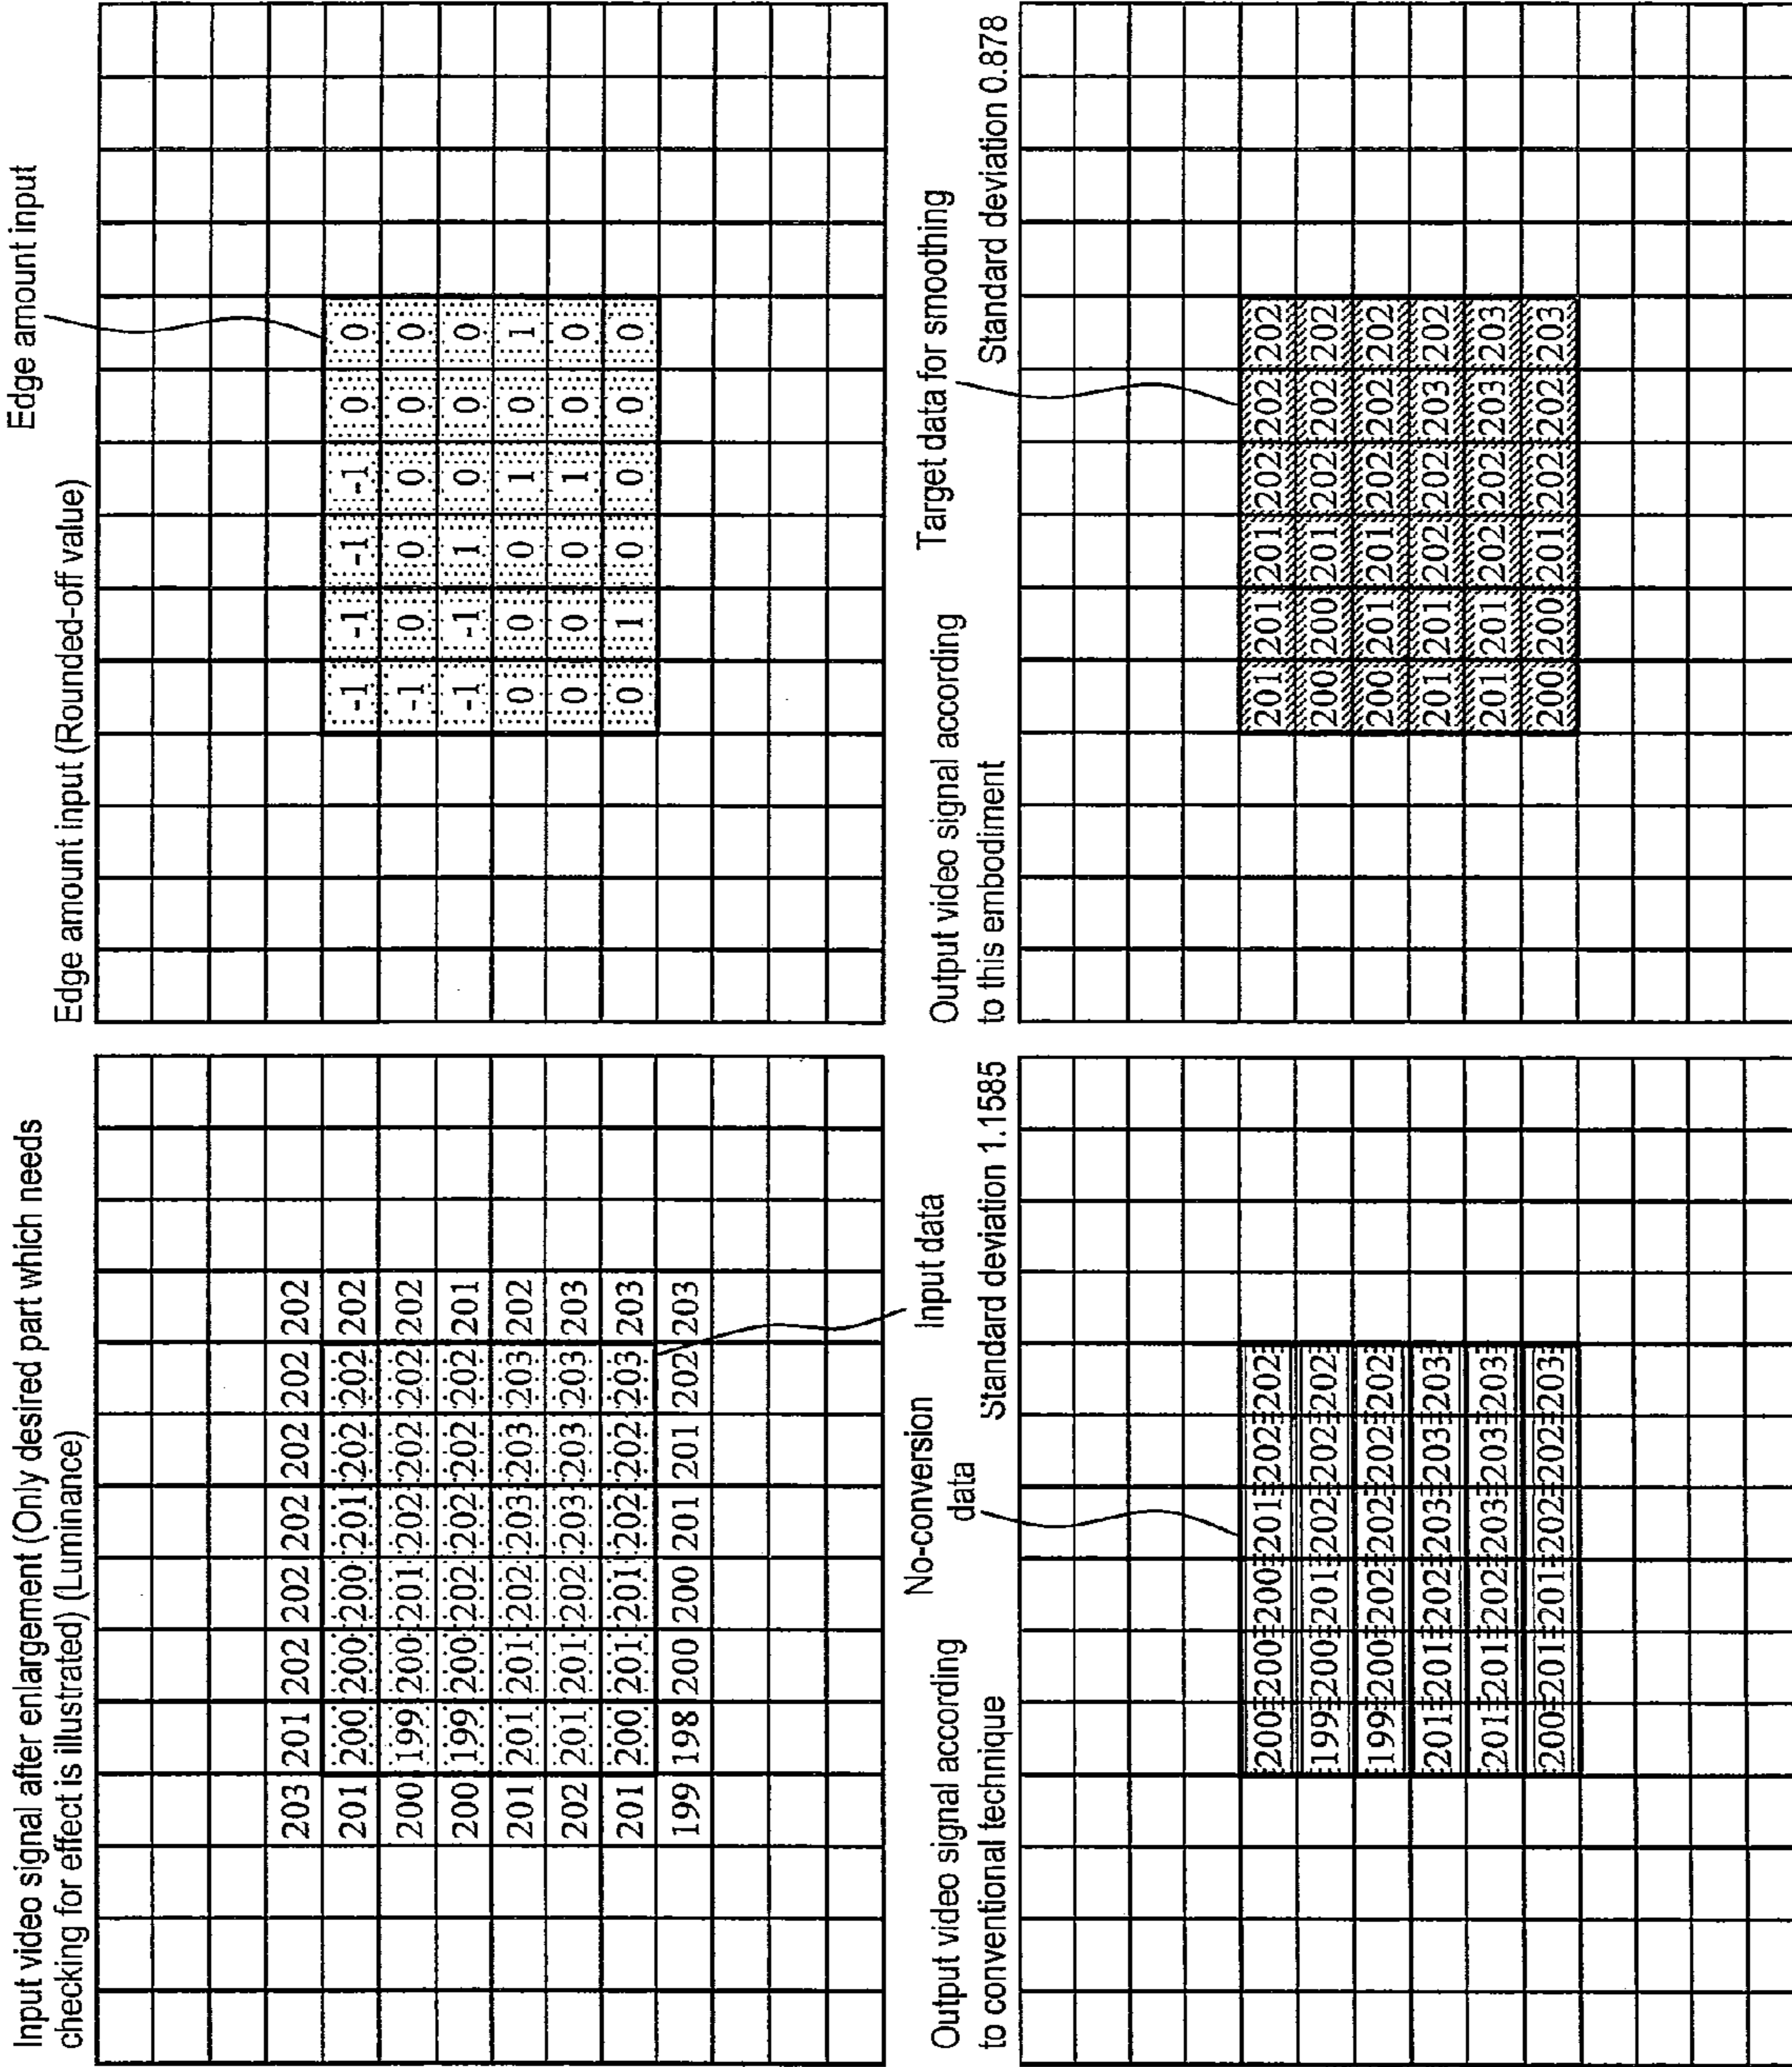 Input video signal after enlargement (Only desired part which needs
checking for effect is illustrated) (Luminance)
203 201 202 202 202 202 202 202
201 200 200 200 201 202 202 202
200 199 200 201 202 202 202 202
200 199 200 202 202 202 202 201
201 201 201 202 203 203 203 202
202 201 201 202 203 203 203 203
201 200 201 201 202 202 203 203
199 198 200 200 201 201 202 203
Input data
Edge amount input
Edge amount input (Rounded-off value)
-1 -1 -1 -1 0 0
-1 0 0 0 0 0
-1 -1 1 0 0 0
0 0 0 1 0 1
0 0 0 1 0 0
0 1 0 0 0 0
Output video signal according
to conventional technique
No-conversion
data
Standard deviation 1.1585
200 200 200 201 202 202
199 200 201 202 202 202
199 200 202 202 202 202
201 201 202 203 203 203
201 201 202 203 203 203
200 201 201 202 202 203
Output video signal according
to this embodiment
Target data for smoothing
Standard deviation 0.878
201 201 201 202 202 202
200 200 201 202 202 202
200 201 201 202 202 202
201 201 202 202 203 202
201 201 202 202 203 203
200 200 201 202 202 203